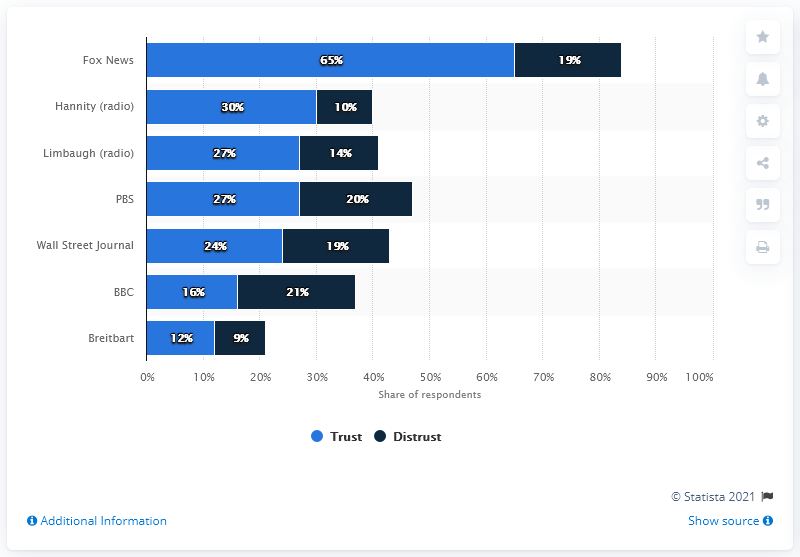 Fox News 65% 19%
Hannity (radio) 30% 10%
Limbaugh (radio) 27% 14%
PBS 27% 20%
Wall Street Journal 24% 19%
BBC 16% 21%
Breitbart 12% 9%
0% 10% 20% 30% 40% 50% 60% 70% 80% 90% 100%
Share of respondents
Trust Distrust
© Statista 2021
Additional Information Show source